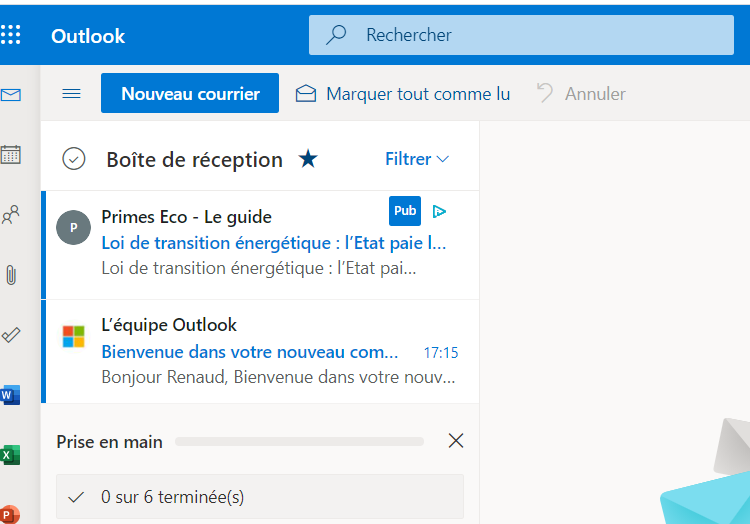 Outlook
Rechercher
Nouveau courrier
Marquer tout comme lu
Annuler
Boîte de réception
Filtrer
P
Primes Eco - Le guide
Pub
Loi de transition énergétique : l’Etat paie l...
Loi de transition énergétique : l’Etat pai...
L’équipe Outlook
Bienvenue dans votre nouveau com... 17:15
Bonjour Renaud, Bienvenue dans votre nouv...
W
Prise en main
X
0 sur 6 terminée(s)
P